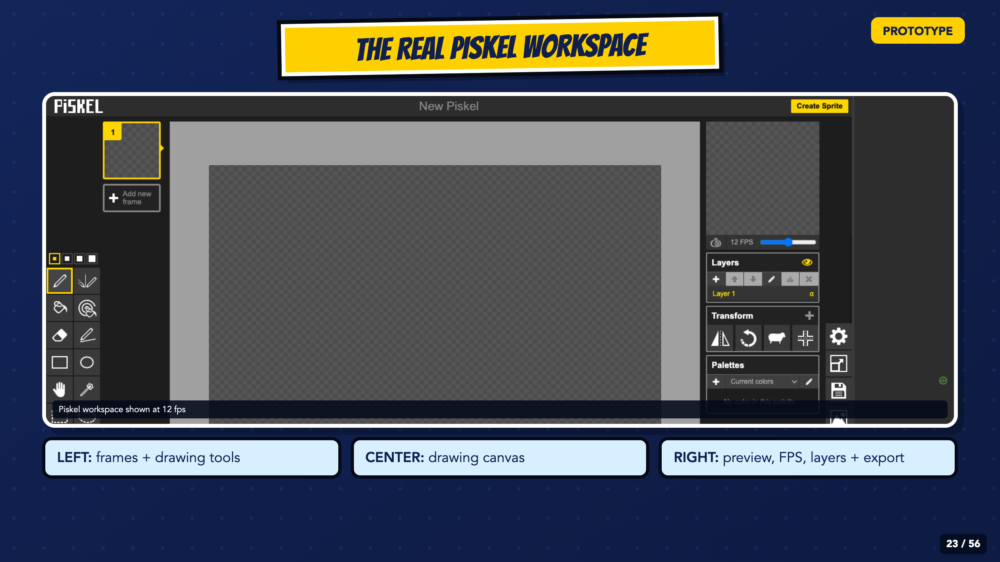 THE REAL PISKEL WORKSPACE
PROTOTYPE
PiSKEL
New Piskel
Create Sprite
1
Add new
frame
12 FPS
Layers
Layer 1
α
Transform
Palettes
Current colors
No color in this palette...
Piskel workspace shown at 12 fps
LEFT: frames + drawing tools
CENTER: drawing canvas
RIGHT: preview, FPS, layers + export
23 / 56